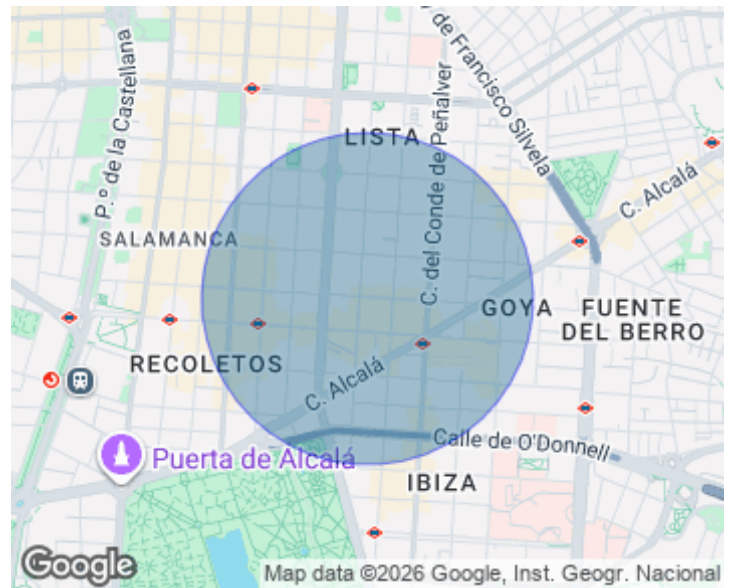 P.º de la Castellana
de Francisco Silvela
LISTA
C. del Conde de Peñalver
C. Alcalá
SALAMANCA
GOYA
FUENTE
DEL BERRO
RECOLETOS
C. Alcalá
Puerta de Alcalá
Calle de O'Donnell
IBIZA
Google
Map data ©2026 Google, Inst. Geogr. Nacional